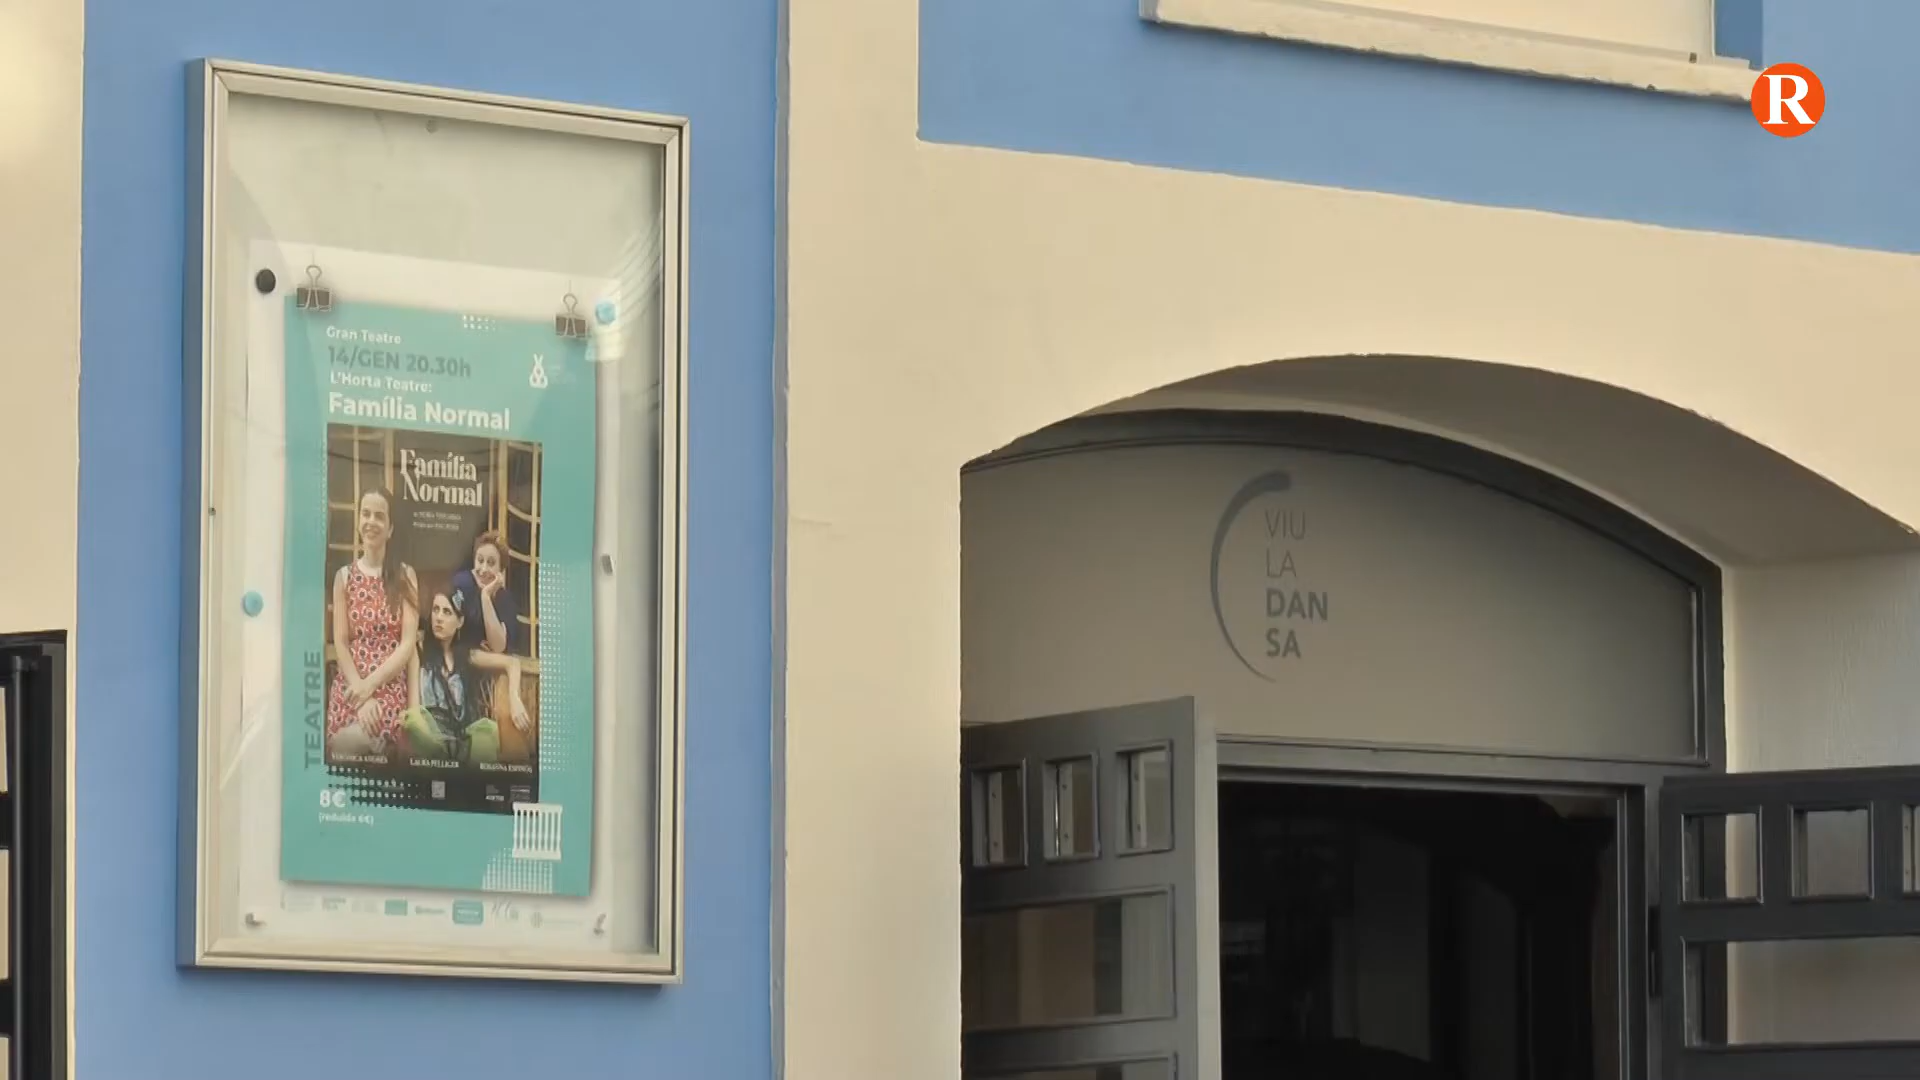 R
Gran Teatre
14/GEN 20.30h
L'Horta Teatre:
Família Normal
Família
Normal
TEATRE
VERÓNICA ANDRÉS
LAURA PELLICER
ROSANNA ESPINÓS
8€
(reduïda 6€)
VIU
LA
DAN
SA